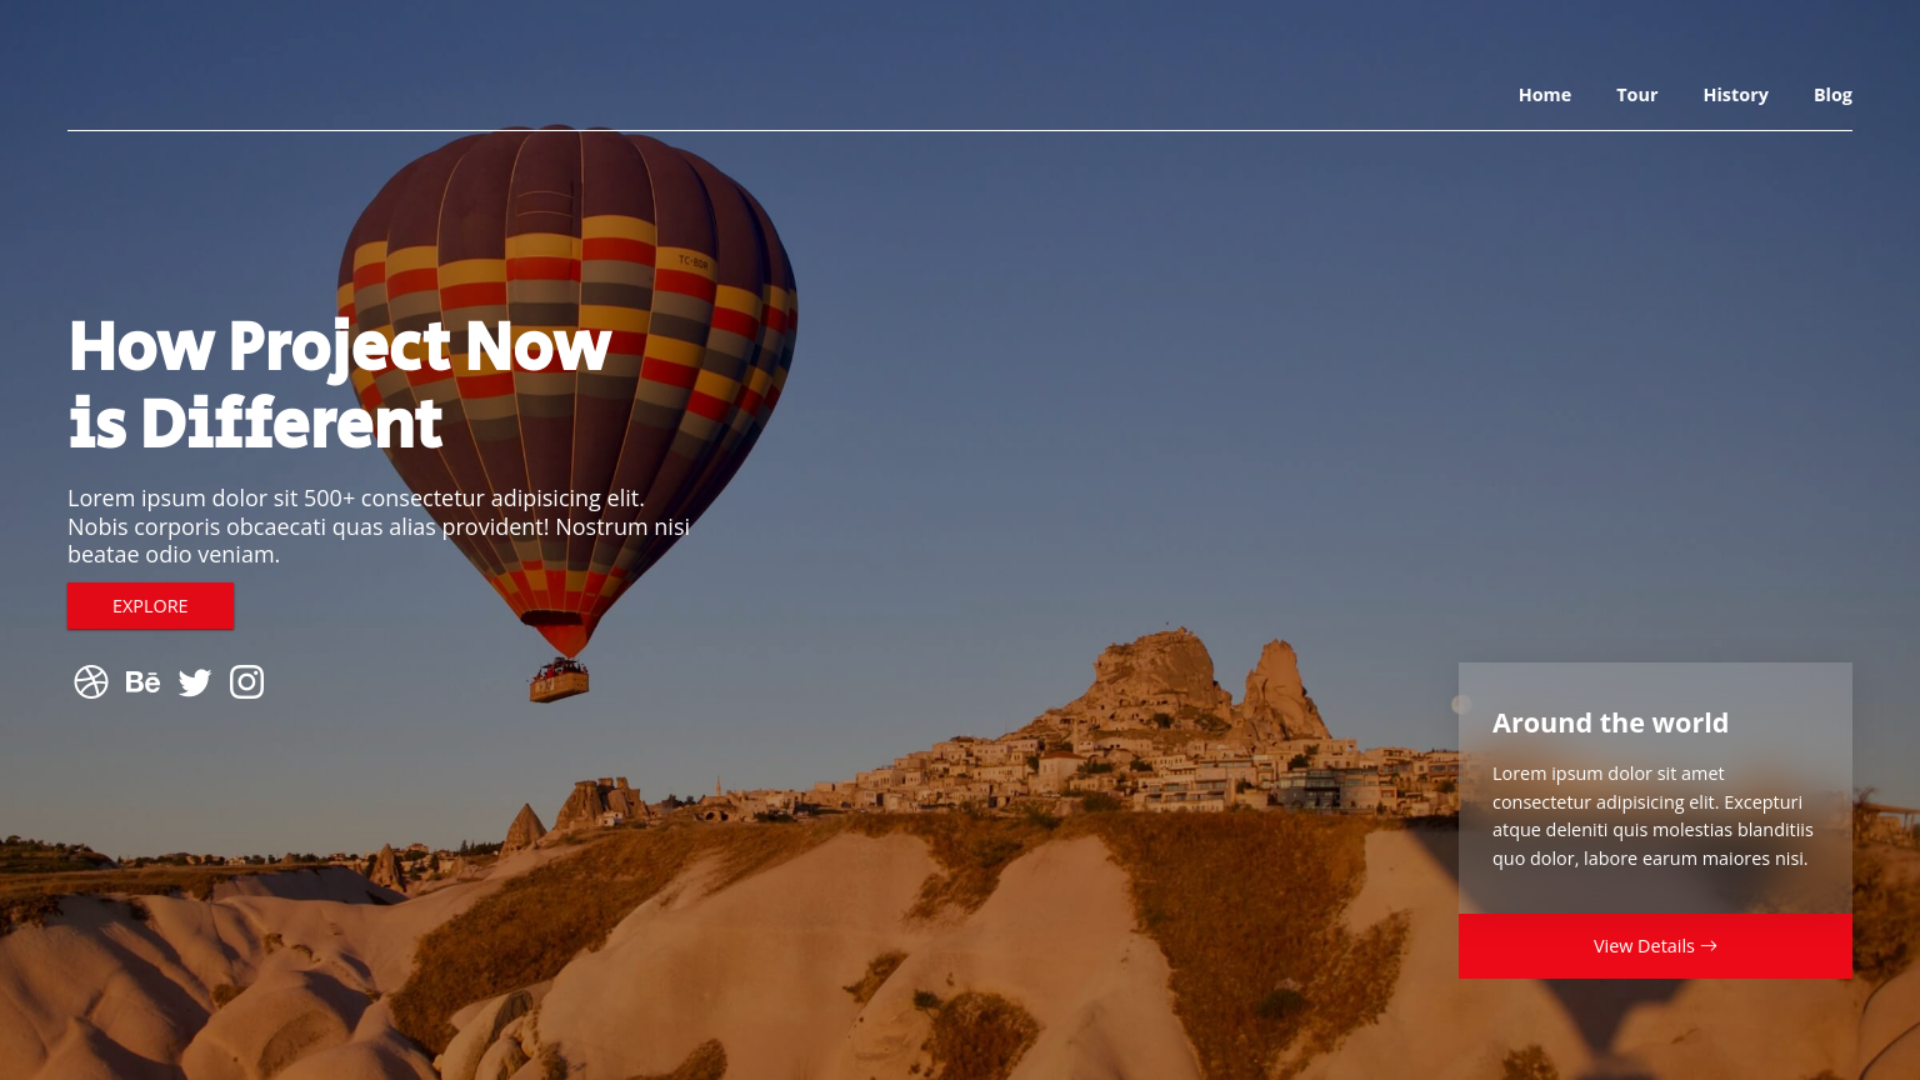 Home Tour History Blog
TC-BDR
How Project Now
is Different
Lorem ipsum dolor sit 500+ consectetur adipisicing elit.
Nobis corporis obcaecati quas alias provident! Nostrum nisi
beatae odio veniam.
EXPLORE
Bē
Around the world
Lorem ipsum dolor sit amet
consectetur adipisicing elit. Excepturi
atque deleniti quis molestias blanditiis
quo dolor, labore earum maiores nisi.
View Details →